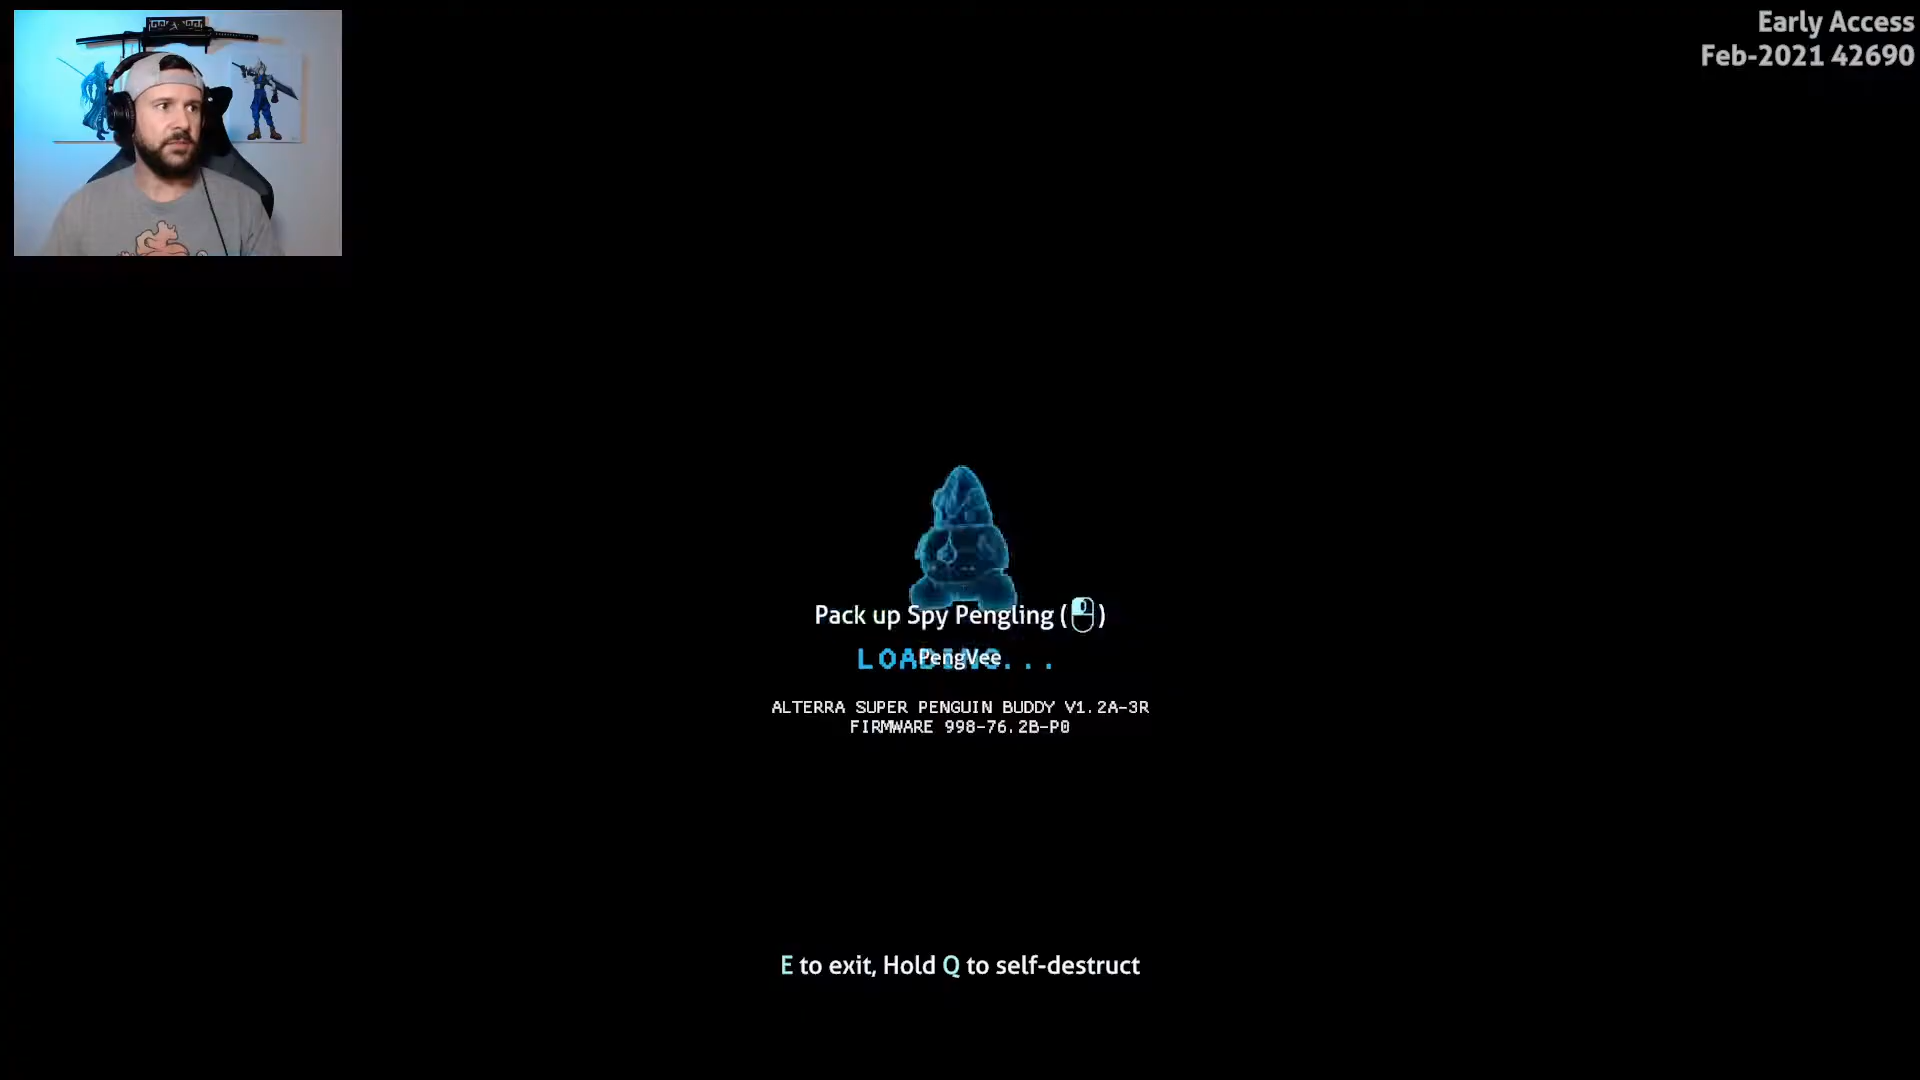 Early Access
Feb-2021 42690
Pack up Spy Pengling ( )
LOADING...
PengVee
ALTERRA SUPER PENGUIN BUDDY V1.2A-3R
FIRMWARE 998-76.2B-P0
E to exit, Hold Q to self-destruct